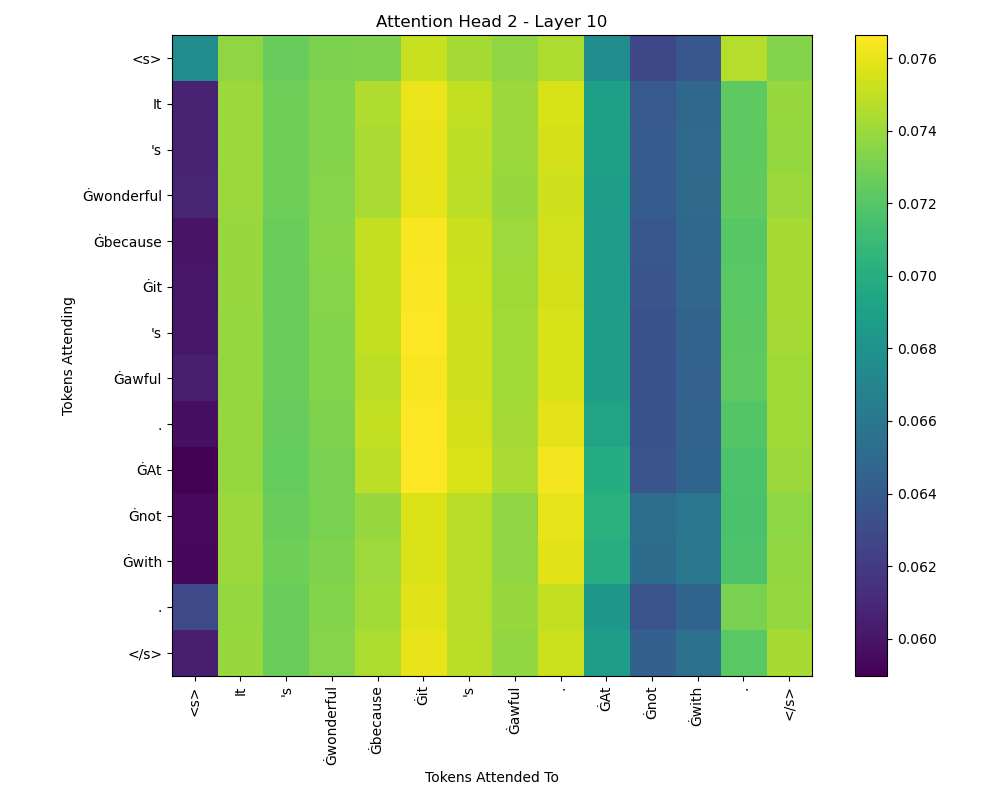 Attention Head 2 - Layer 10
Tokens Attending
<s>
It
's
Ġwonderful
Ġbecause
Ġit
's
Ġawful
.
ĠAt
Ġnot
Ġwith
.
</s>
<s>
It
's
Ġwonderful
Ġbecause
Ġit
's
Ġawful
.
ĠAt
Ġnot
Ġwith
.
</s>
Tokens Attended To
0.076
0.074
0.072
0.070
0.068
0.066
0.064
0.062
0.060